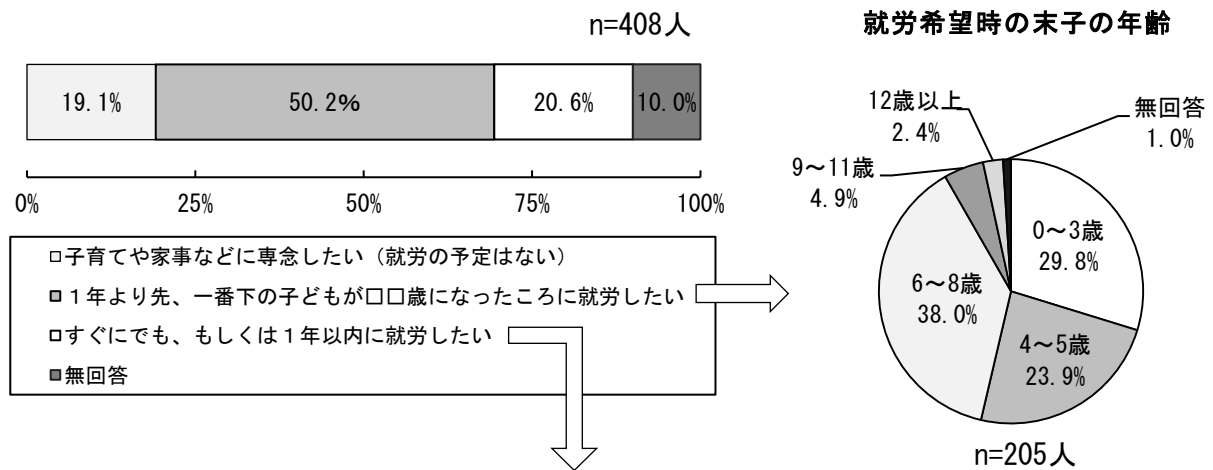 n=408人
19.1%
50.2%
20.6%
10.0%
0%
25%
50%
75%
100%
子育てや家事などに専念したい（就労の予定はない）
１年より先、一番下の子どもが□□歳になったころに就労したい
すぐにでも、もしくは１年以内に就労したい
無回答
就労希望時の末子の年齢
12歳以上
2.4%
無回答
1.0%
9～11歳
4.9%
0～3歳
29.8%
6～8歳
38.0%
4～5歳
23.9%
n=205人